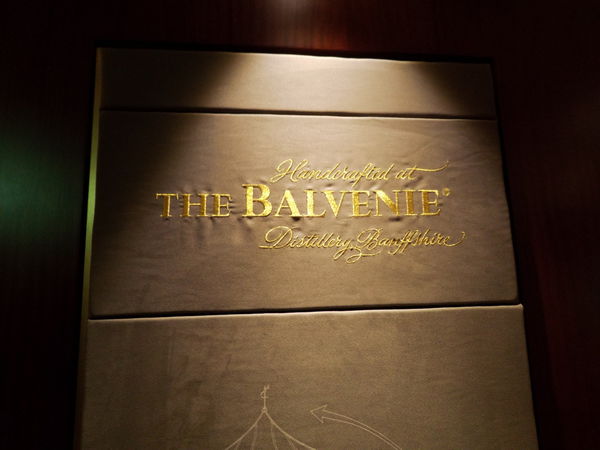 Handcrafted at
THE BALVENIE®
Distillery, Banffshire